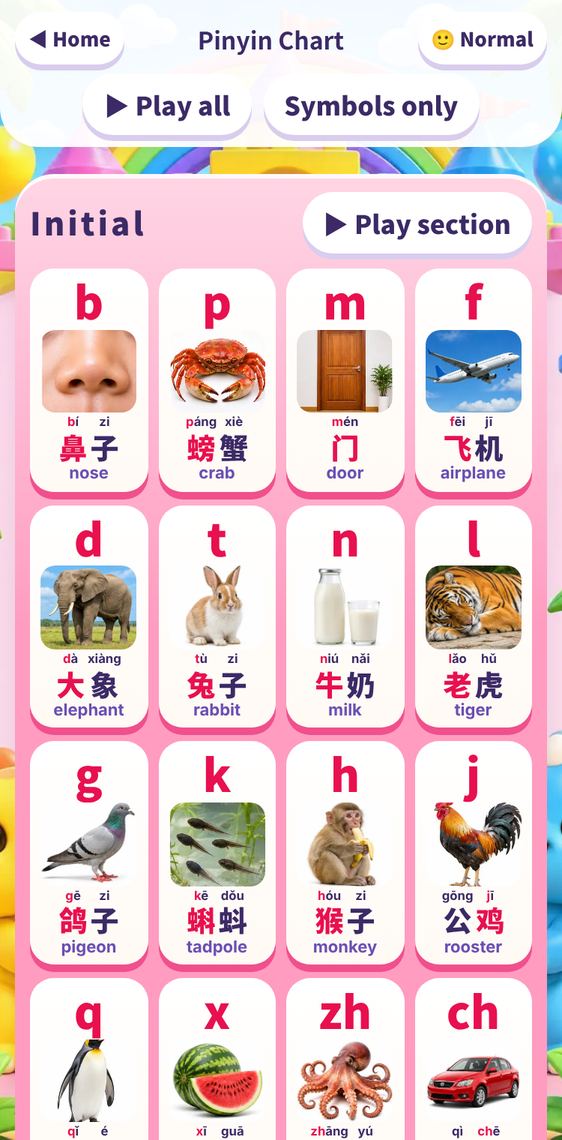 ◀ Home
Pinyin Chart
🙂 Normal
▶ Play all
Symbols only
Initial
▶ Play section
b
p
m
f
bí zi
páng xiè
mén
fēi jī
鼻子
螃蟹
门
飞机
nose
crab
door
airplane
d
t
n
l
dà xiàng
tù zi
niú nǎi
lǎo hǔ
大象
兔子
牛奶
老虎
elephant
rabbit
milk
tiger
g
k
h
j
gē zi
kē dǒu
hóu zi
gōng jī
鸽子
蝌蚪
猴子
公鸡
pigeon
tadpole
monkey
rooster
q
x
zh
ch
qǐ é
xī guā
zhāng yú
qì chē